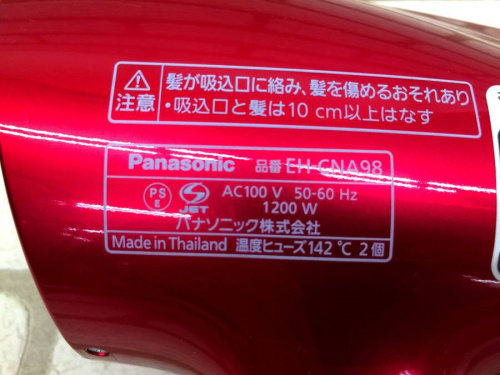 注意
髪が吸込口に絡み、髪を傷めるおそれあり
・吸込口と髪は10 cm以上はなす
Panasonic 品番 EH-CNA98
PS
E
JET
AC100 V 50-60 Hz
1200 W
パナソニック株式会社
Made in Thailand 温度ヒューズ142 ℃ 2個